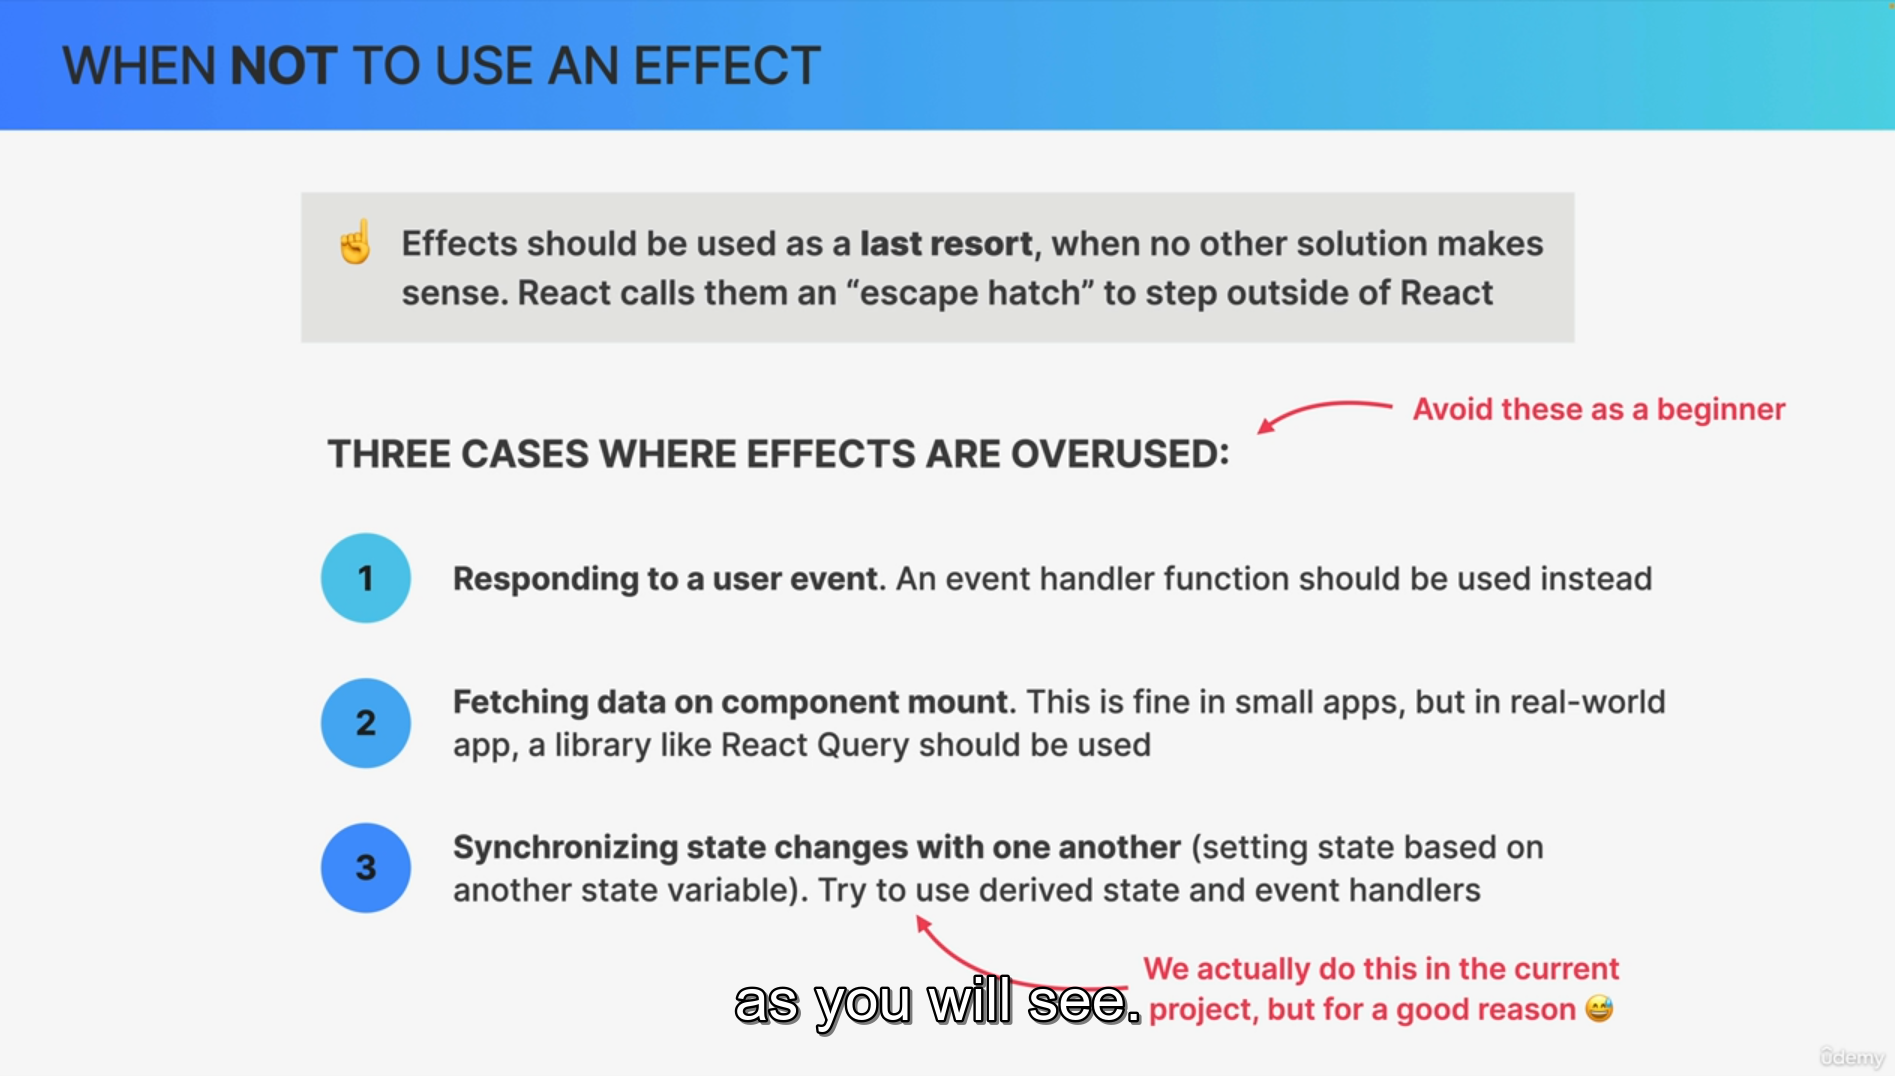 WHEN NOT TO USE AN EFFECT
☝️ Effects should be used as a last resort, when no other solution makes
sense. React calls them an “escape hatch” to step outside of React
Avoid these as a beginner
THREE CASES WHERE EFFECTS ARE OVERUSED:
1 Responding to a user event. An event handler function should be used instead
2 Fetching data on component mount. This is fine in small apps, but in real-world
app, a library like React Query should be used
3 Synchronizing state changes with one another (setting state based on
another state variable). Try to use derived state and event handlers
We actually do this in the current
project, but for a good reason 😅
as you will see.
ûdemy